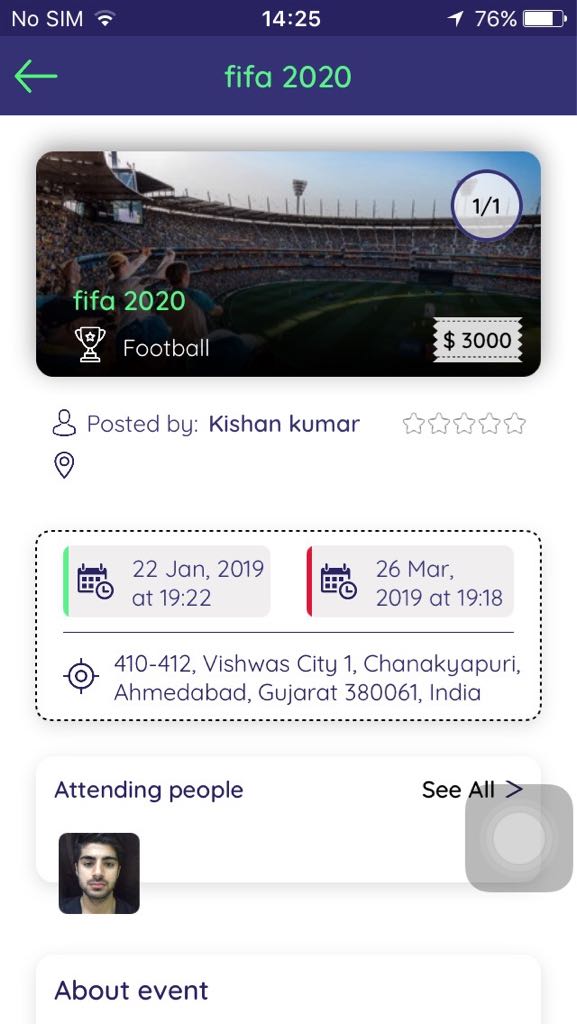 No SIM 14:25 76%
fifa 2020
1/1
fifa 2020
Football
$ 3000
Posted by: Kishan kumar
22 Jan, 2019
at 19:22
26 Mar,
2019 at 19:18
410-412, Vishwas City 1, Chanakyapuri,
Ahmedabad, Gujarat 380061, India
Attending people See All >
About event